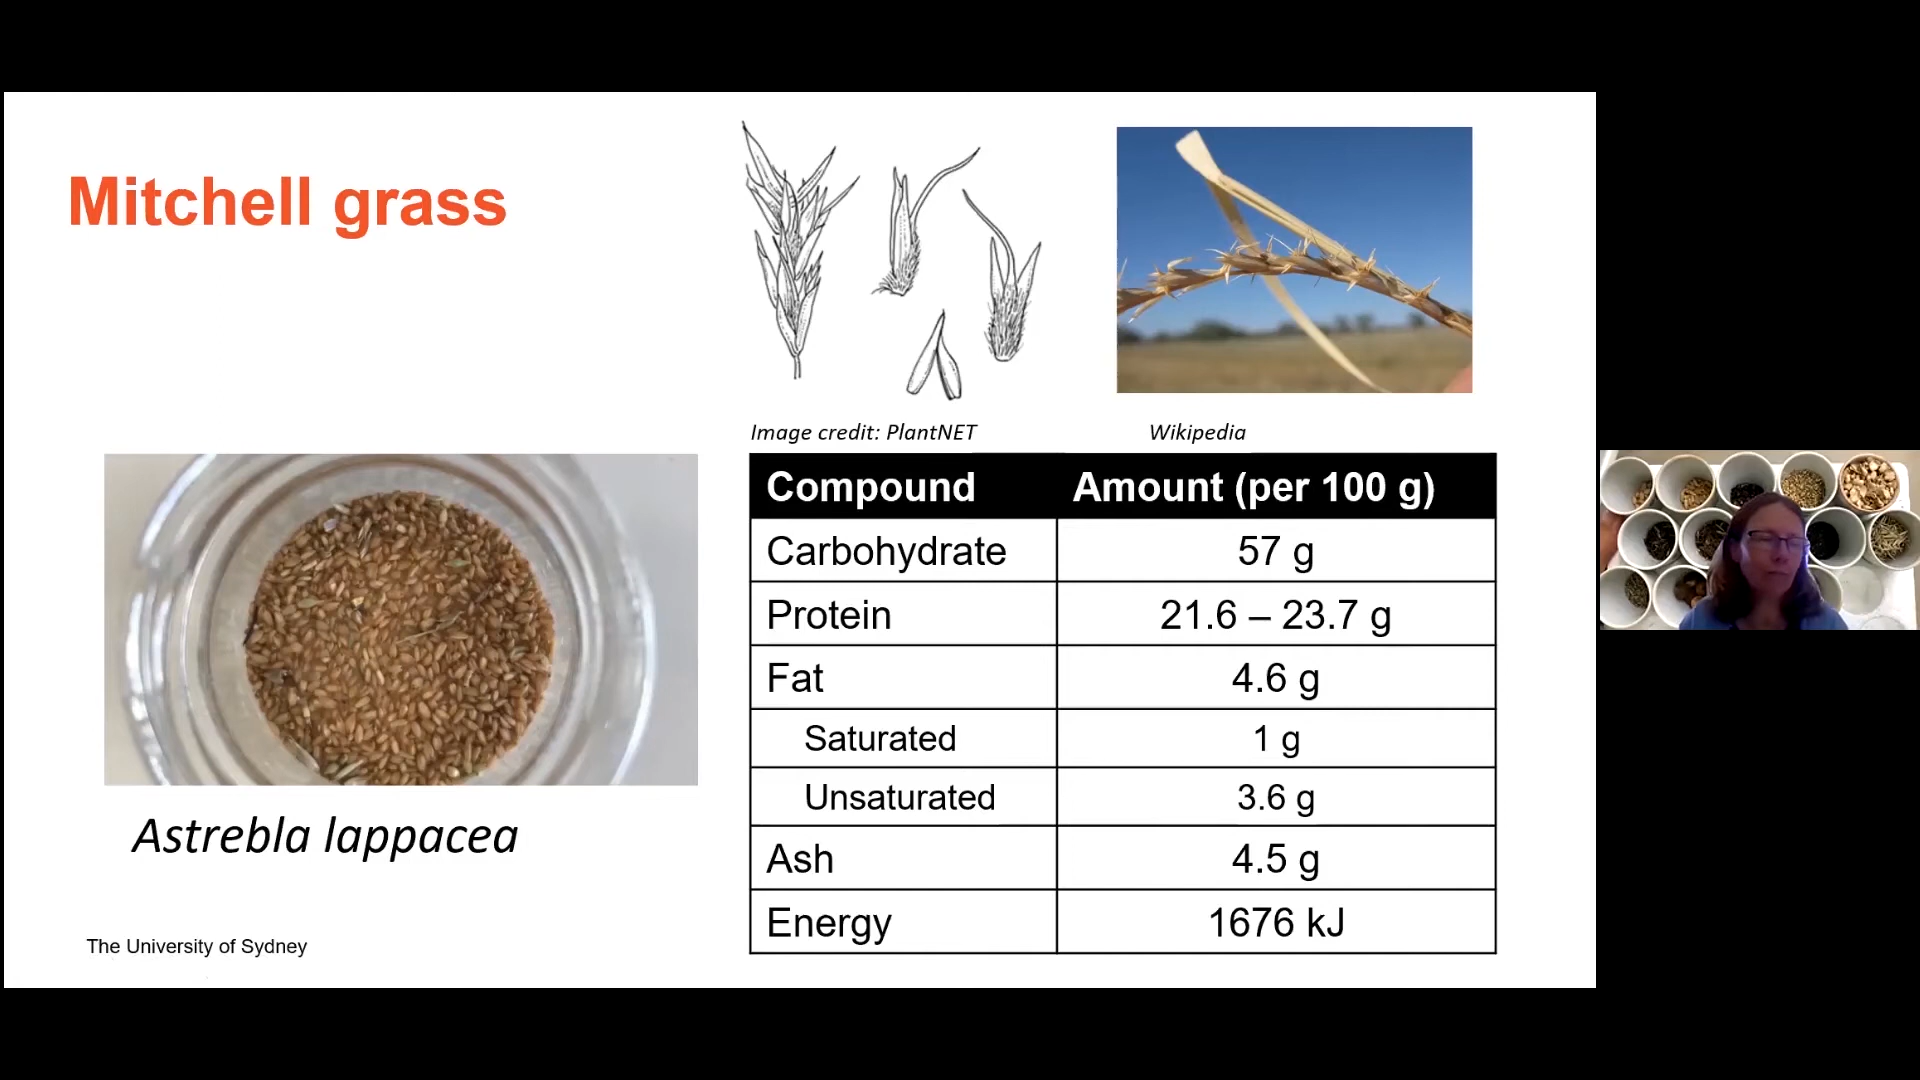 Mitchell grass
Image credit: PlantNET
Wikipedia
Compound Amount (per 100 g)
Carbohydrate 57 g
Protein 21.6 – 23.7 g
Fat 4.6 g
Saturated 1 g
Unsaturated 3.6 g
Ash 4.5 g
Energy 1676 kJ
Astrebla lappacea
The University of Sydney